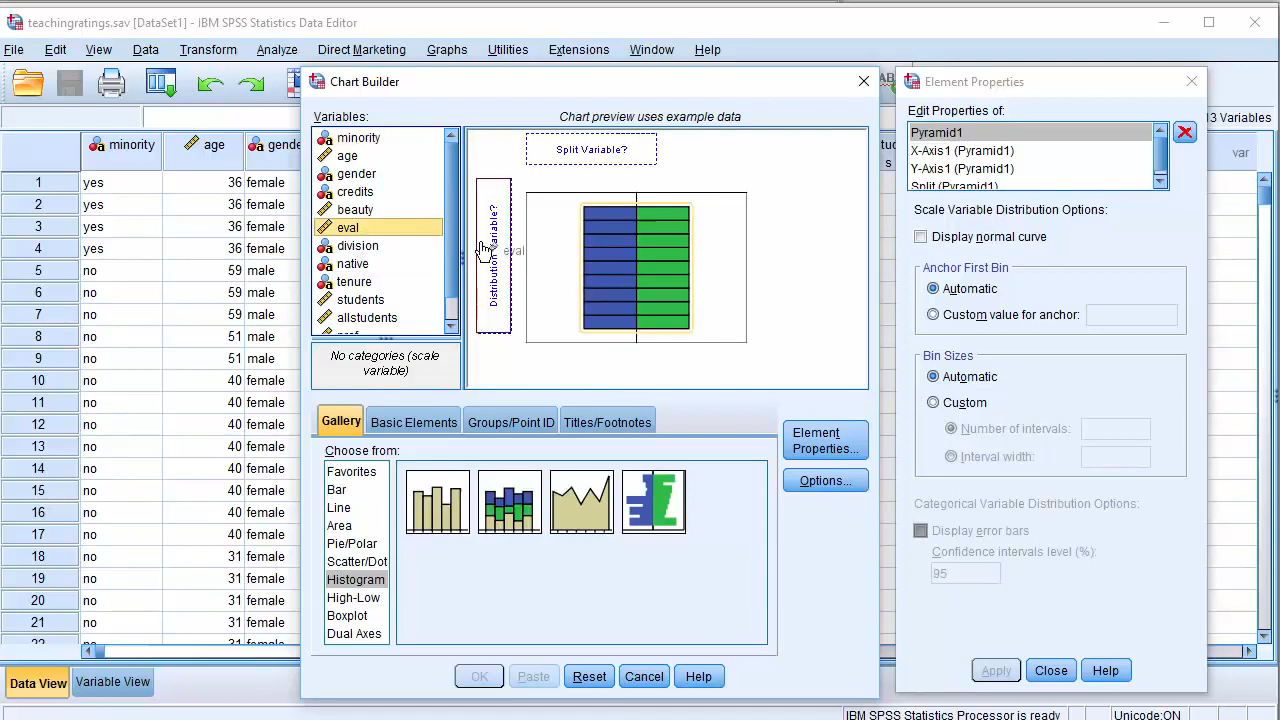 teachingratings.sav [DataSet1] - IBM SPSS Statistics Data Editor
File Edit View Data Transform Analyze Direct Marketing Graphs Utilities Extensions Window Help
13 Variables
minority age gende
var
1 yes 36 female
2 yes 36 female
3 yes 36 female
4 yes 36 female
5 no 59 male
6 no 59 male
7 no 59 male
8 no 51 male
9 no 51 male
10 no 40 female
11 no 40 female
12 no 40 female
13 no 40 female
14 no 40 female
15 no 40 female
16 no 40 female
17 no 40 female
18 no 31 female
19 no 31 female
20 no 31 female
21 no 31 female
Data View Variable View
IBM SPSS Statistics Processor is ready Unicode:ON
Chart Builder
Variables:
minority
age
gender
credits
beauty
eval
division
native
tenure
students
allstudents
prof
No categories (scale
variable)
Chart preview uses example data
Split Variable?
Distribution Variable?
eval
Gallery Basic Elements Groups/Point ID Titles/Footnotes
Choose from:
Favorites
Bar
Line
Area
Pie/Polar
Scatter/Dot
Histogram
High-Low
Boxplot
Dual Axes
Element
Properties...
Options...
OK Paste Reset Cancel Help
Element Properties
Edit Properties of:
Pyramid1
X-Axis1 (Pyramid1)
Y-Axis1 (Pyramid1)
Split (Pyramid1)
Scale Variable Distribution Options:
Display normal curve
Anchor First Bin
Automatic
Custom value for anchor:
Bin Sizes
Automatic
Custom
Number of intervals:
Interval width:
Categorical Variable Distribution Options:
Display error bars
Confidence intervals level (%):
95
Apply Close Help